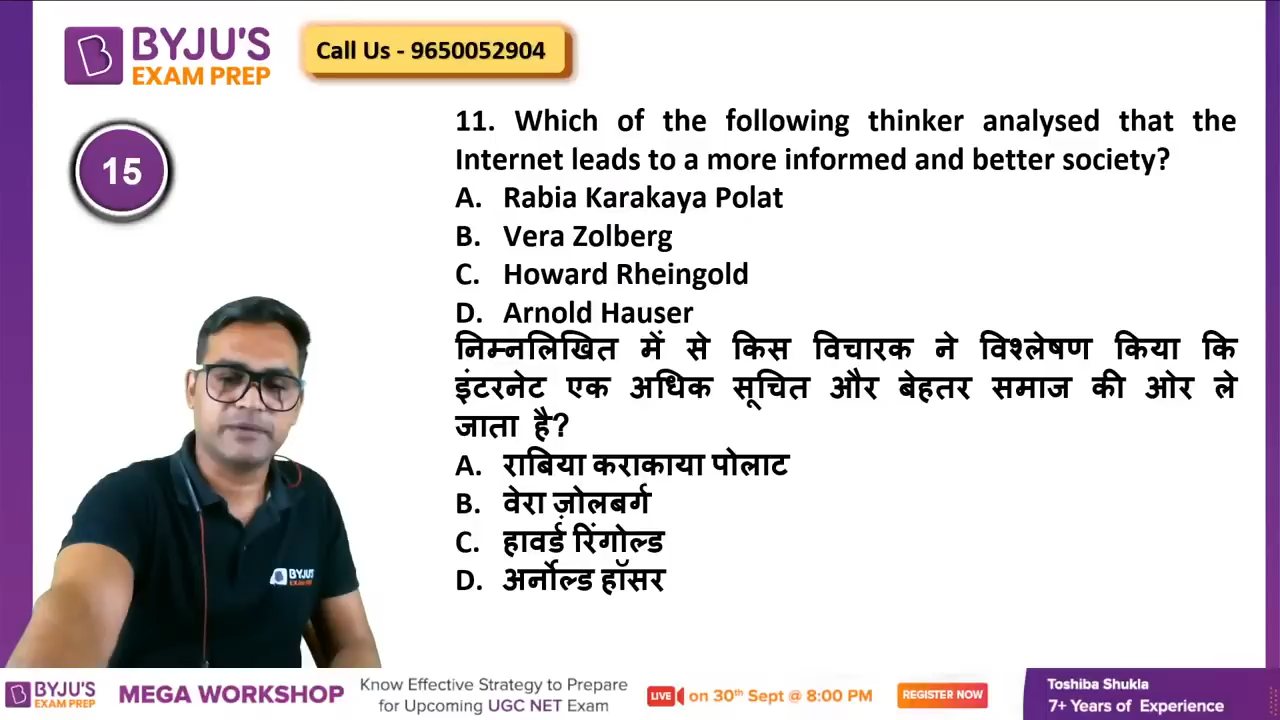 BYJU'S
EXAM PREP
Call Us - 9650052904
15
11. Which of the following thinker analysed that the
Internet leads to a more informed and better society?
A. Rabia Karakaya Polat
B. Vera Zolberg
C. Howard Rheingold
D. Arnold Hauser
निम्नलिखित में से किस विचारक ने विश्लेषण किया कि
इंटरनेट एक अधिक सूचित और बेहतर समाज की ओर ले
जाता है?
A. राबिया कराकाया पोलाट
B. वेरा ज़ोलबर्ग
C. हावर्ड रिंगोल्ड
D. अर्नोल्ड हॉसर
BYJU'S
EXAM PREP
BYJU'S
EXAM PREP
MEGA WORKSHOP
Know Effective Strategy to Prepare
for Upcoming UGC NET Exam
LIVE
on 30th Sept @ 8:00 PM
REGISTER NOW
Toshiba Shukla
7+ Years of Experience